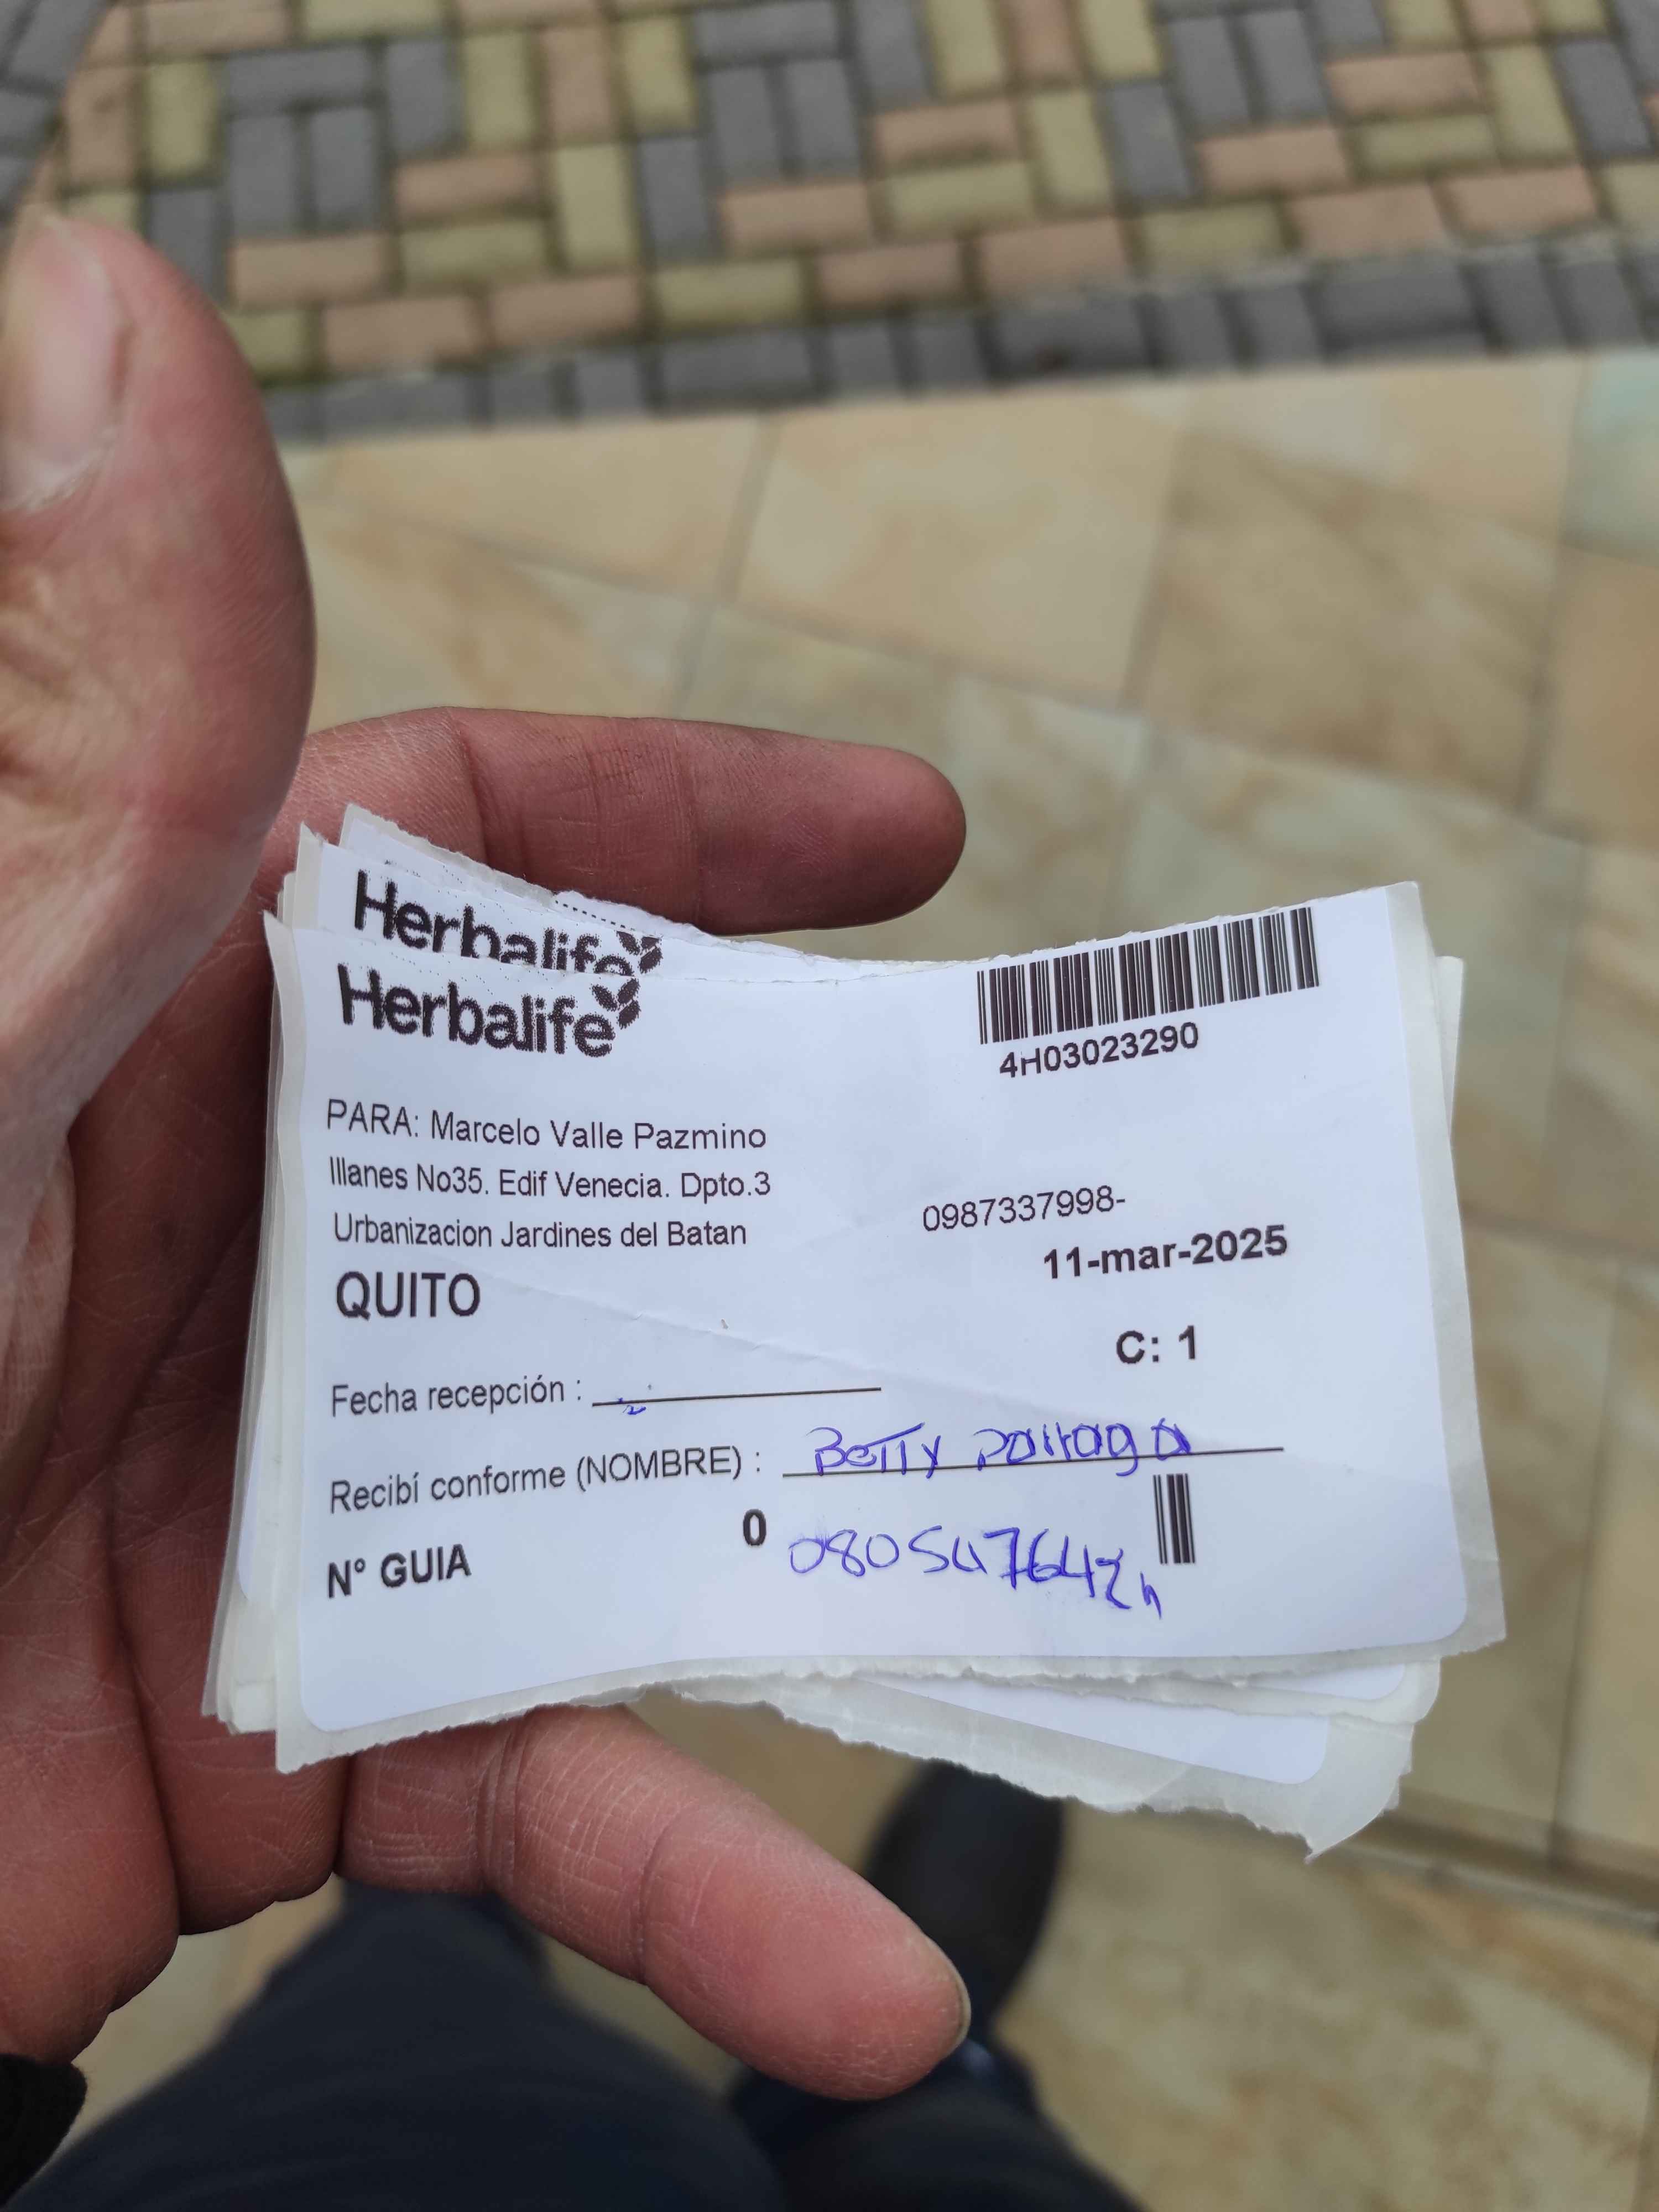 Herbalife
Herbalife
4H03023290
PARA: Marcelo Valle Pazmino
Illanes No35. Edif Venecia. Dpto.3
Urbanizacion Jardines del Batan
0987337998-
11-mar-2025
QUITO
C: 1
Fecha recepción :
Recibí conforme (NOMBRE) : Betty
N° GUIA 0